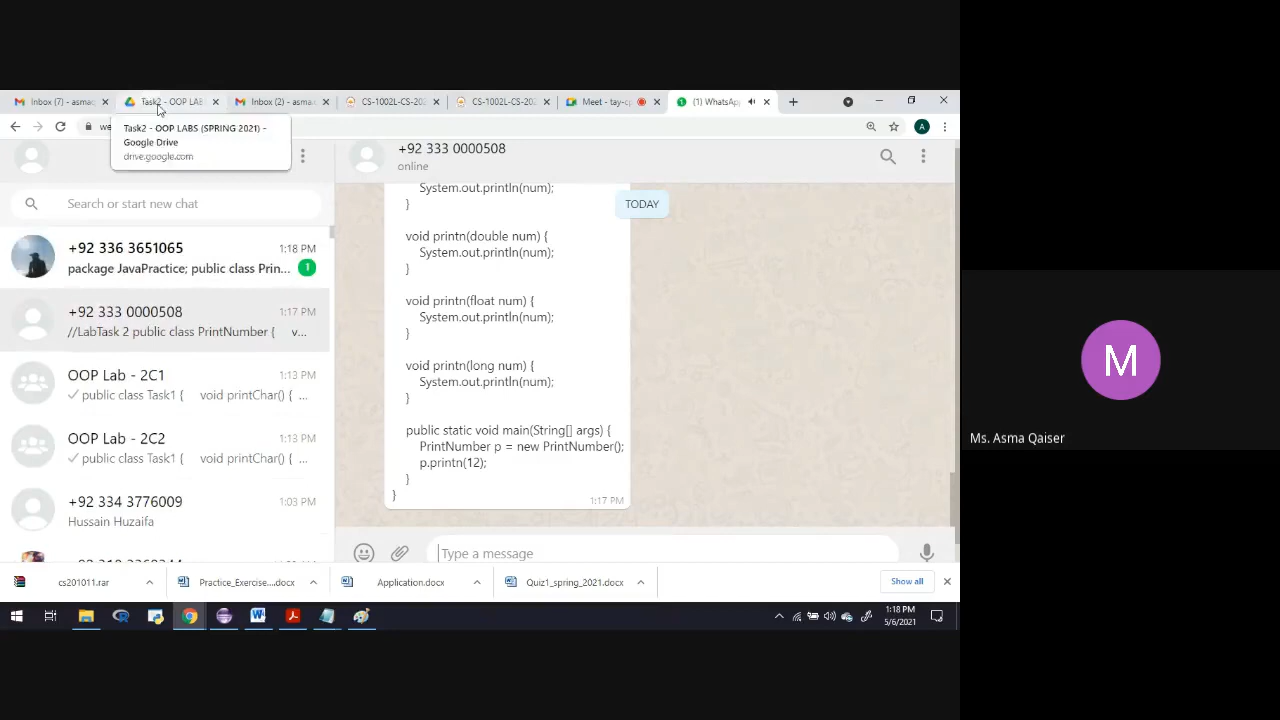 Inbox (7) - asma
Task2 - OOP LAB
Inbox (2) - asma.
CS-1002L-CS-202
CS-1002L-CS-202
Meet - tay-c
(1) WhatsApp
Task2 - OOP LABS (SPRING 2021) -
Google Drive
drive.google.com
we
A
+92 333 0000508
online
Search or start new chat
+92 336 3651065
1:18 PM
package JavaPractice; public class Prin...
1
+92 333 0000508
1:17 PM
//LabTask 2 public class PrintNumber { v...
OOP Lab - 2C1
1:13 PM
public class Task1 { void printChar() { ...
OOP Lab - 2C2
1:13 PM
public class Task1 { void printChar() { ...
+92 334 3776009
1:03 PM
Hussain Huzaifa
TODAY
System.out.println(num);
}
void printn(double num) {
System.out.println(num);
}
void printn(float num) {
System.out.println(num);
}
void printn(long num) {
System.out.println(num);
}
public static void main(String[] args) {
PrintNumber p = new PrintNumber();
p.printn(12);
}
}
1:17 PM
Type a message
cs201011.rar
Practice_Exercise....docx
Application.docx
Quiz1_spring_2021.docx
Show all
1:18 PM
5/6/2021
M
Ms. Asma Qaiser